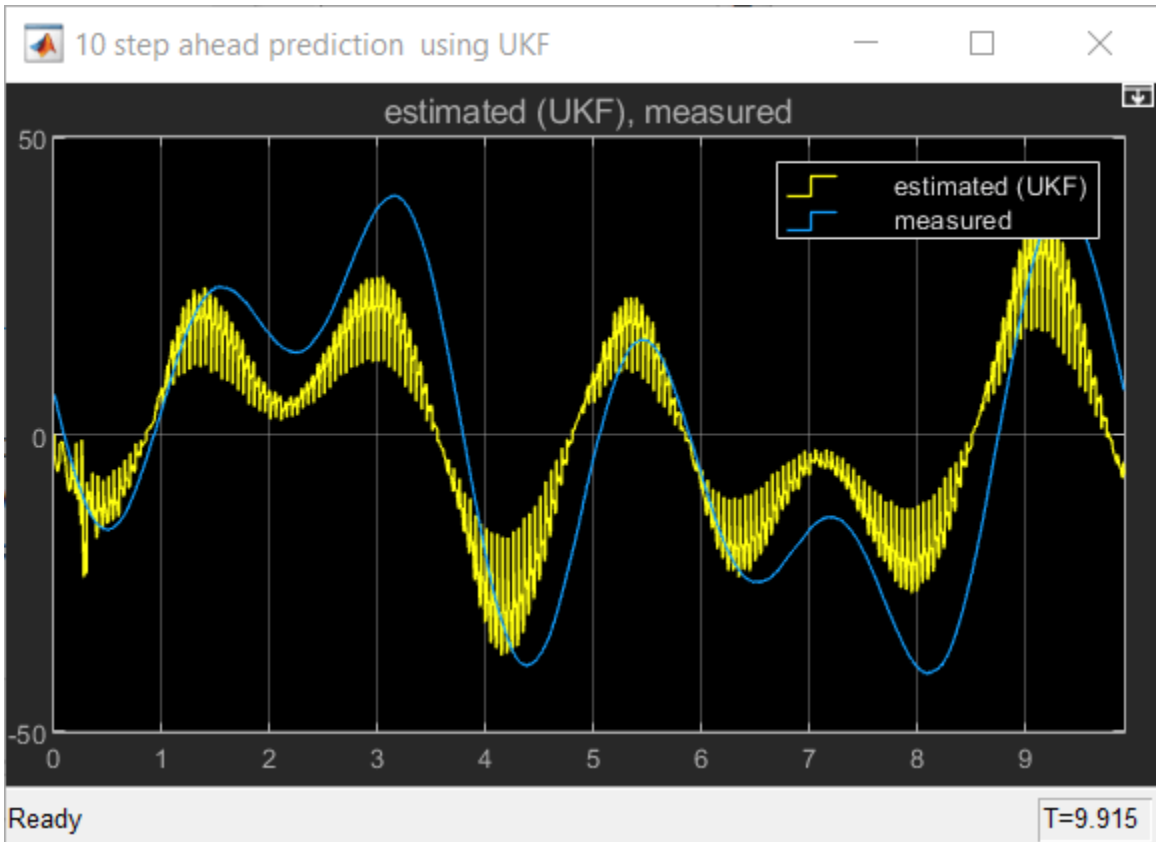 10 step ahead prediction  using UKF
estimated (UKF), measured
50
estimated (UKF)
measured
0
-50
0 1 2 3 4 5 6 7 8 9
Ready T=9.915